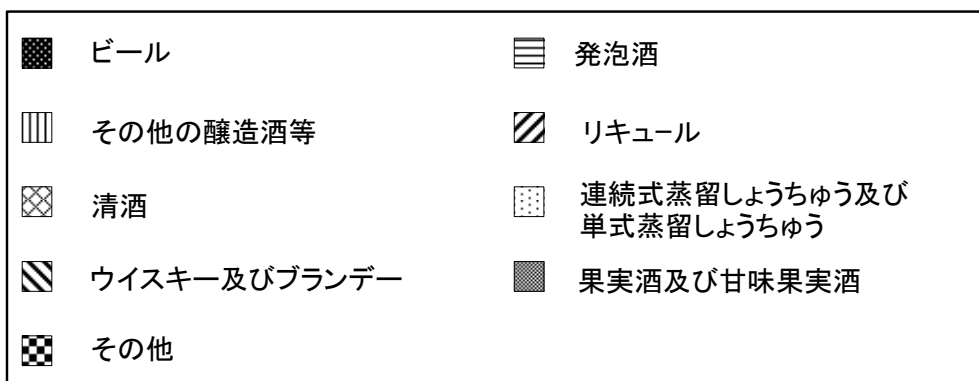 ビール
発泡酒
その他の醸造酒等
リキュール
清酒
連続式蒸留しょうちゅう及び
単式蒸留しょうちゅう
ウイスキー及びブランデー
果実酒及び甘味果実酒
その他